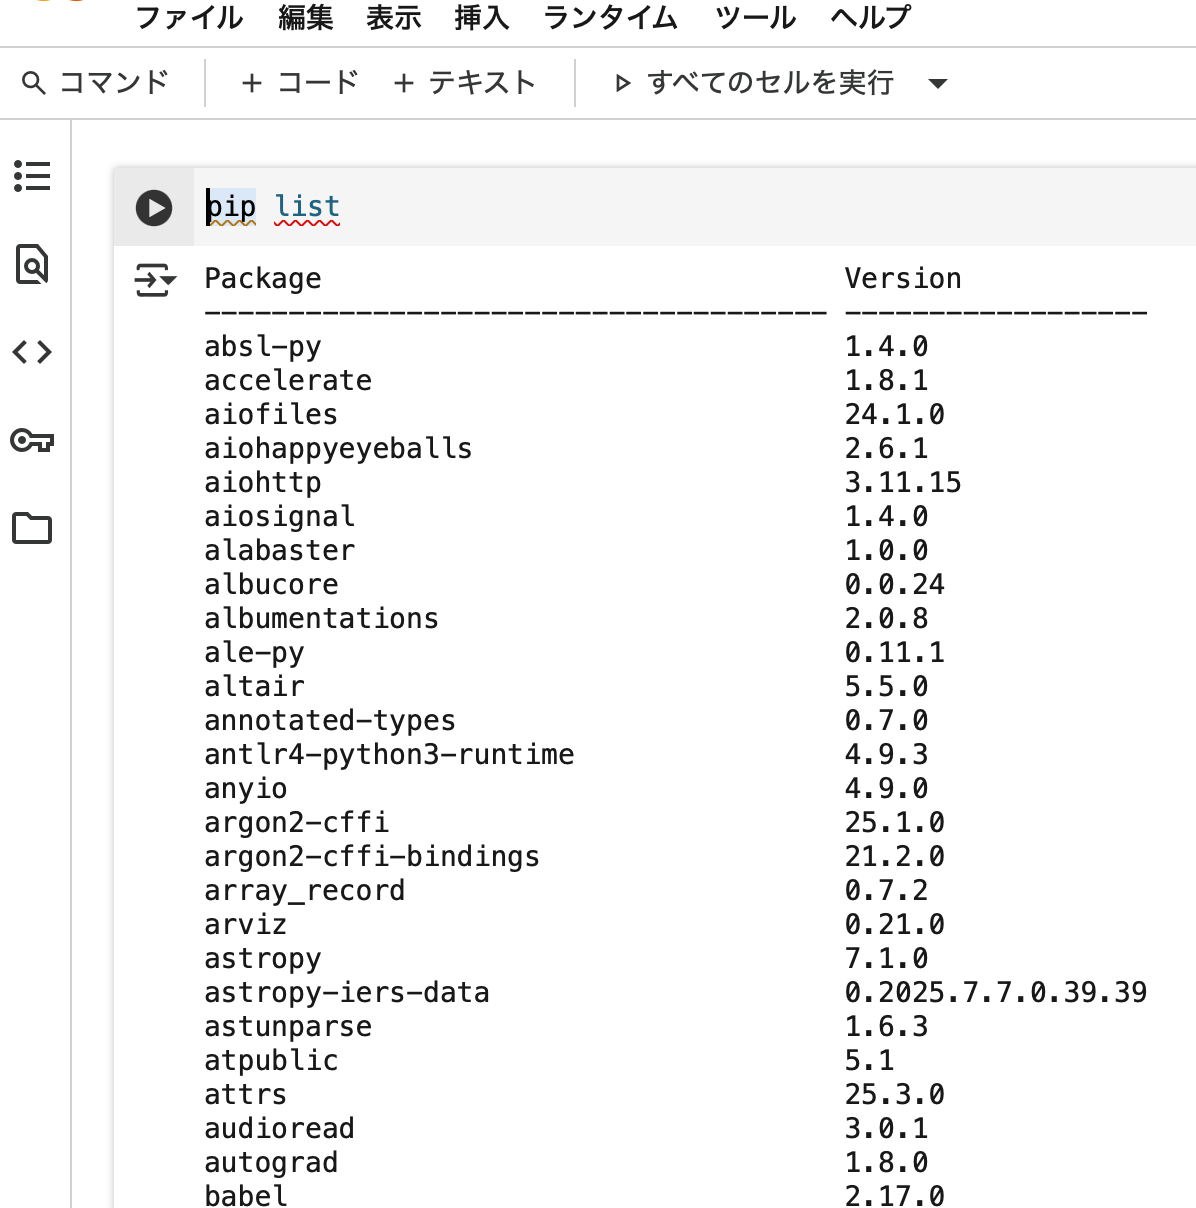 ファイル 編集 表示 挿入 ランタイム ツール ヘルプ
コマンド + コード + テキスト すべてのセルを実行
pip list
Package Version
------------------------------------- ------------------
absl-py 1.4.0
accelerate 1.8.1
aiofiles 24.1.0
aiohappyeyeballs 2.6.1
aiohttp 3.11.15
aiosignal 1.4.0
alabaster 1.0.0
albucore 0.0.24
albumentations 2.0.8
ale-py 0.11.1
altair 5.5.0
annotated-types 0.7.0
antlr4-python3-runtime 4.9.3
anyio 4.9.0
argon2-cffi 25.1.0
argon2-cffi-bindings 21.2.0
array_record 0.7.2
arviz 0.21.0
astropy 7.1.0
astropy-iers-data 0.2025.7.7.0.39.39
astunparse 1.6.3
atpublic 5.1
attrs 25.3.0
audioread 3.0.1
autograd 1.8.0
babel 2.17.0